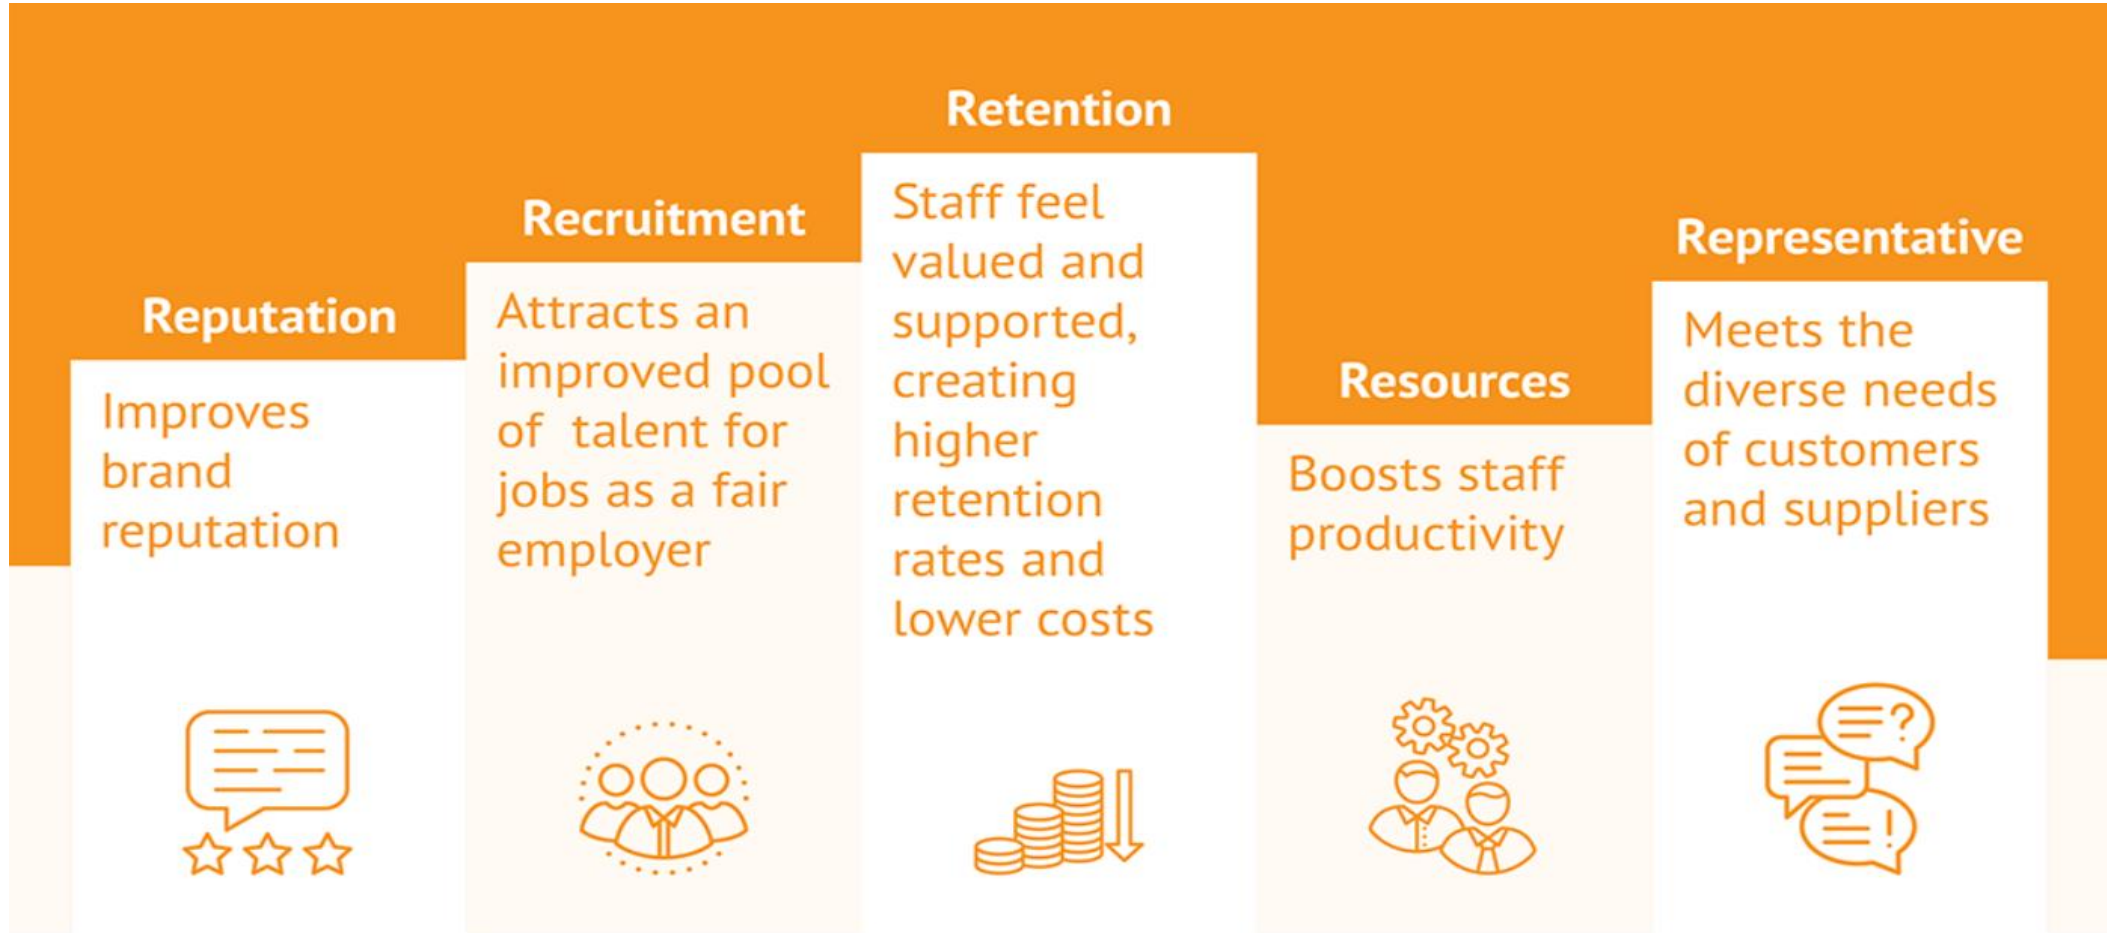 Reputation
Improves
brand
reputation
Recruitment
Attracts an
improved pool
of talent for
jobs as a fair
employer
Retention
Staff feel
valued and
supported,
creating
higher
retention
rates and
lower costs
Resources
Boosts staff
productivity
Representative
Meets the
diverse needs
of customers
and suppliers
?
!